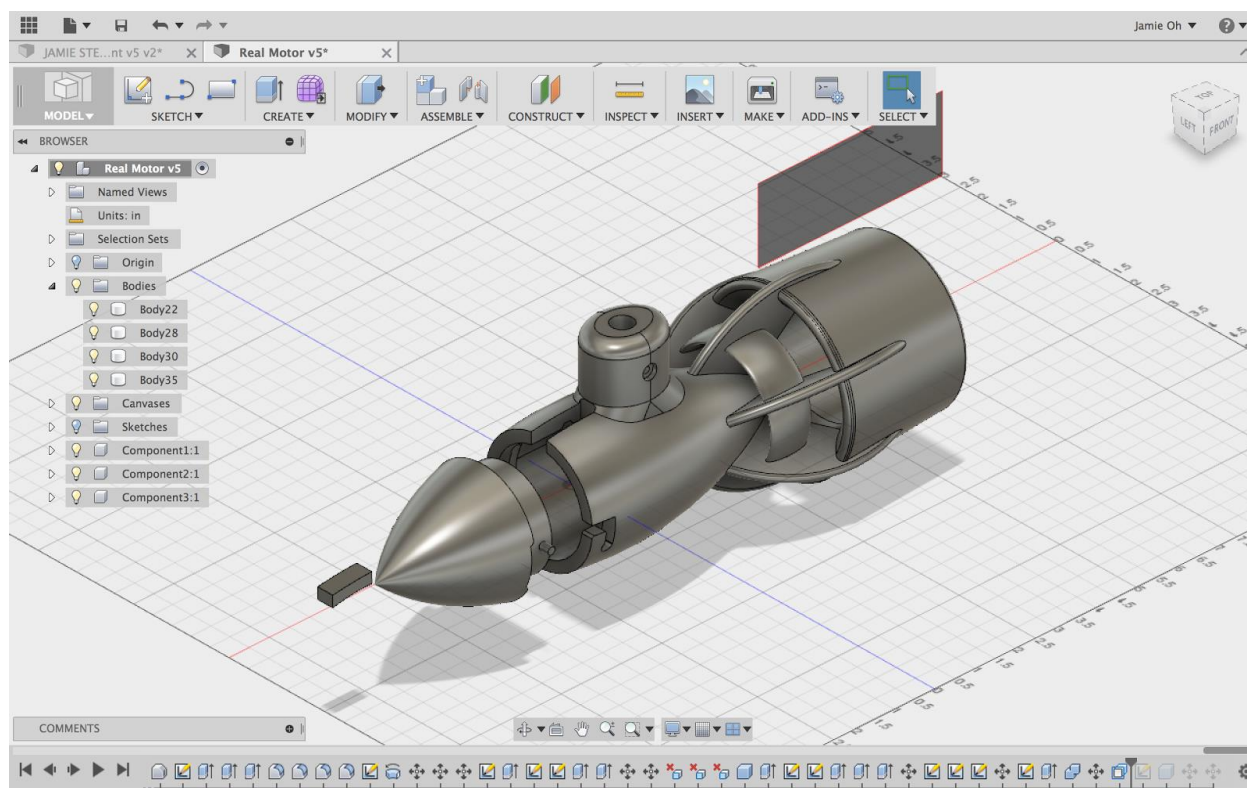 Jamie Oh
JAMIE STE...nt v5 v2*
Real Motor v5*
MODEL
SKETCH
CREATE
MODIFY
ASSEMBLE
CONSTRUCT
INSPECT
INSERT
MAKE
ADD-INS
SELECT
TOP
LEFT
FRONT
BROWSER
Real Motor v5
Named Views
Units: in
Selection Sets
Origin
Bodies
Body22
Body28
Body30
Body35
Canvases
Sketches
Component1:1
Component2:1
Component3:1
COMMENTS